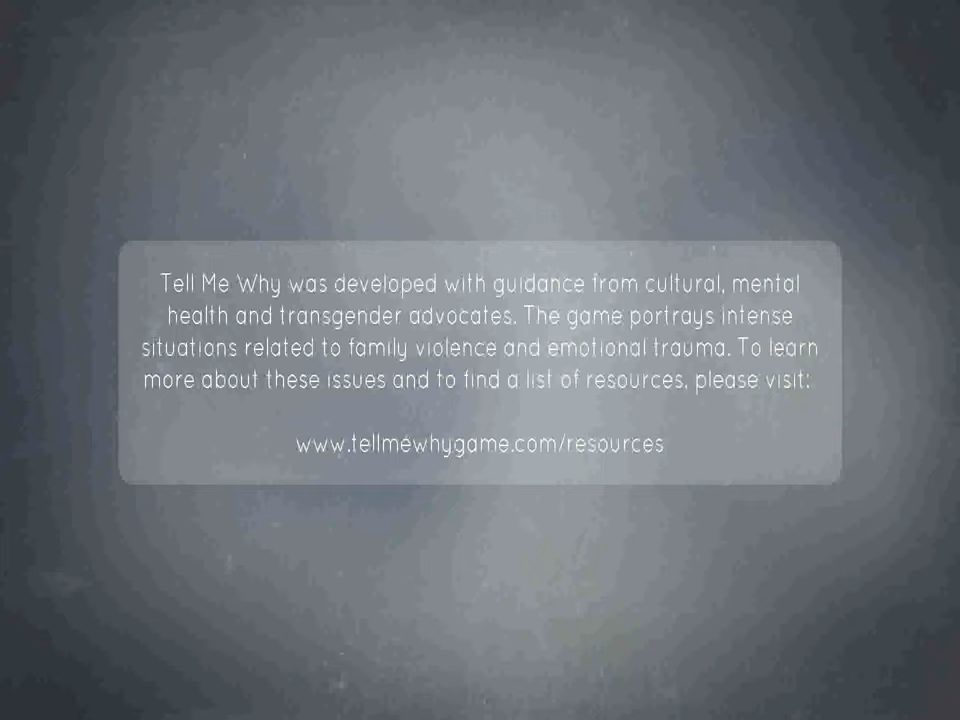 Tell Me Why was developed with guidance from cultural, mental
health and transgender advocates. The game portrays intense
situations related to family violence and emotional trauma. To learn
more about these issues and to find a list of resources, please visit:
www.tellmewhygame.com/resources